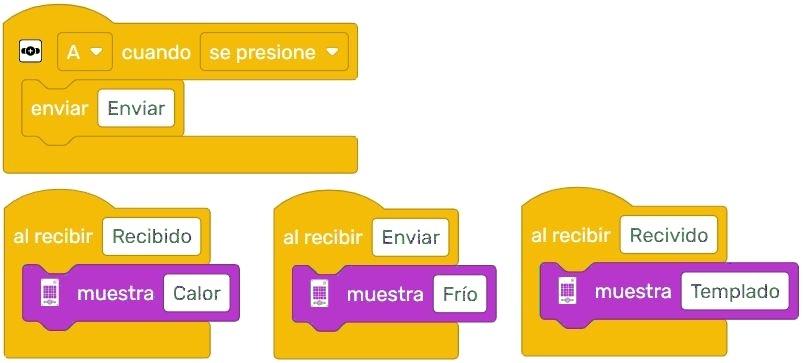 A cuando se presione
enviar Enviar
al recibir Recibido
muestra Calor
al recibir Enviar
muestra Frío
al recibir Recivido
muestra Templado